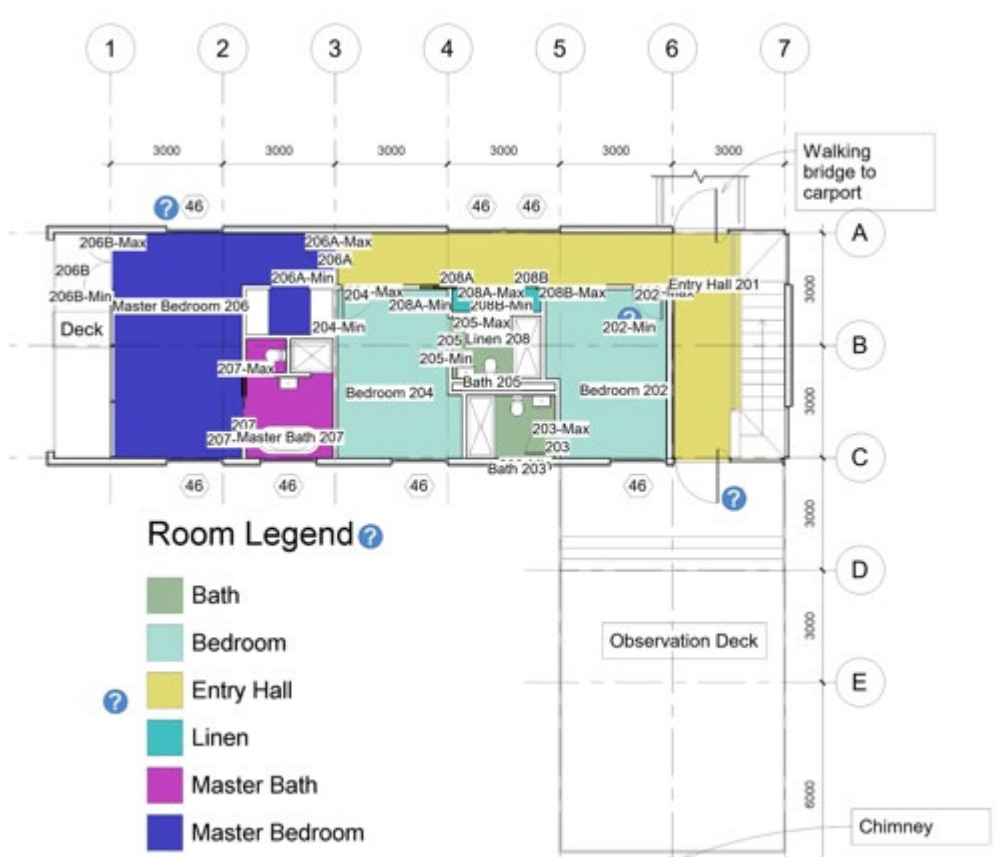 1 2 3 4 5 6 7
3000 3000 3000 3000 3000 3000
Walking
bridge to
carport
? 46 46 46
A
206B-Max 206A-Max
206A
206B 206A-Min 208A 208B Entry Hall 201
206B-Min 204 -Max 208A-Max 208B-Max 202
Master Bedroom 206 208A-Min 208B-Min
3000
Deck 204-Min 205-Max ? 202-Min
205 Linen 208
B
205-Min
207-Max Bath 205
Bedroom 204 Bedroom 202
3000
207 203-Max
207- Master Bath 207 203
C
Bath 203
46 46 46 46 ?
3000
Room Legend ?
D
Bath
Bedroom
Observation Deck
3000
Entry Hall
E
?
Linen
Master Bath
6000
Master Bedroom
Chimney